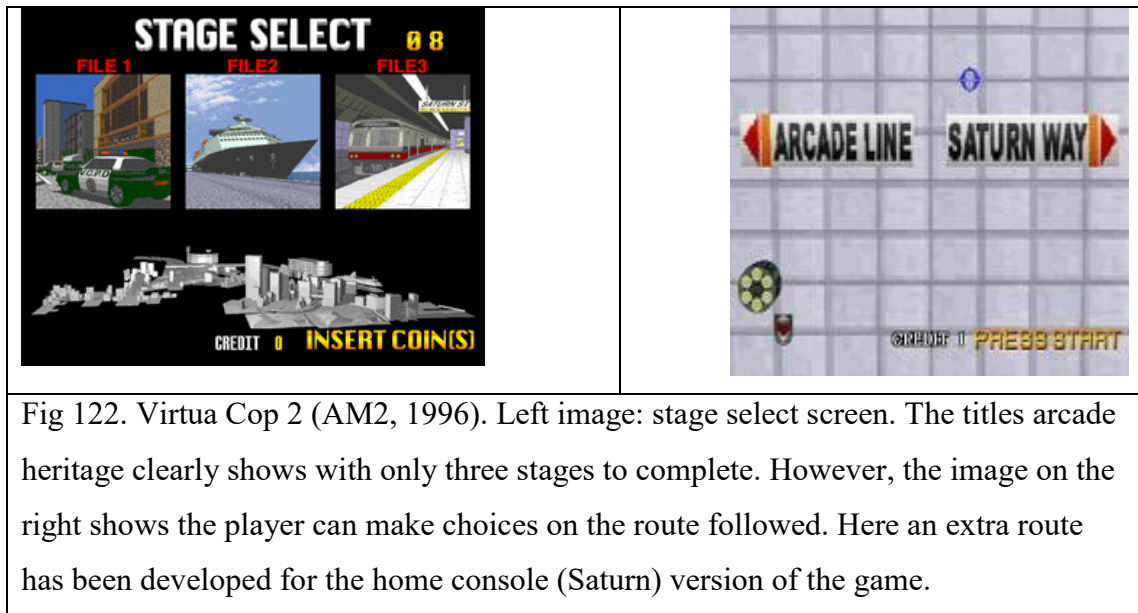 STAGE SELECT 08
FILE 1 FILE2 FILE3
SATURN ST
V.C.P.D
CREDIT 0 INSERT COIN(S)
ARCADE LINE SATURN WAY
CREDIT 1 PRESS START
Fig 122. Virtua Cop 2 (AM2, 1996). Left image: stage select screen. The titles arcade
heritage clearly shows with only three stages to complete. However, the image on the
right shows the player can make choices on the route followed. Here an extra route
has been developed for the home console (Saturn) version of the game.